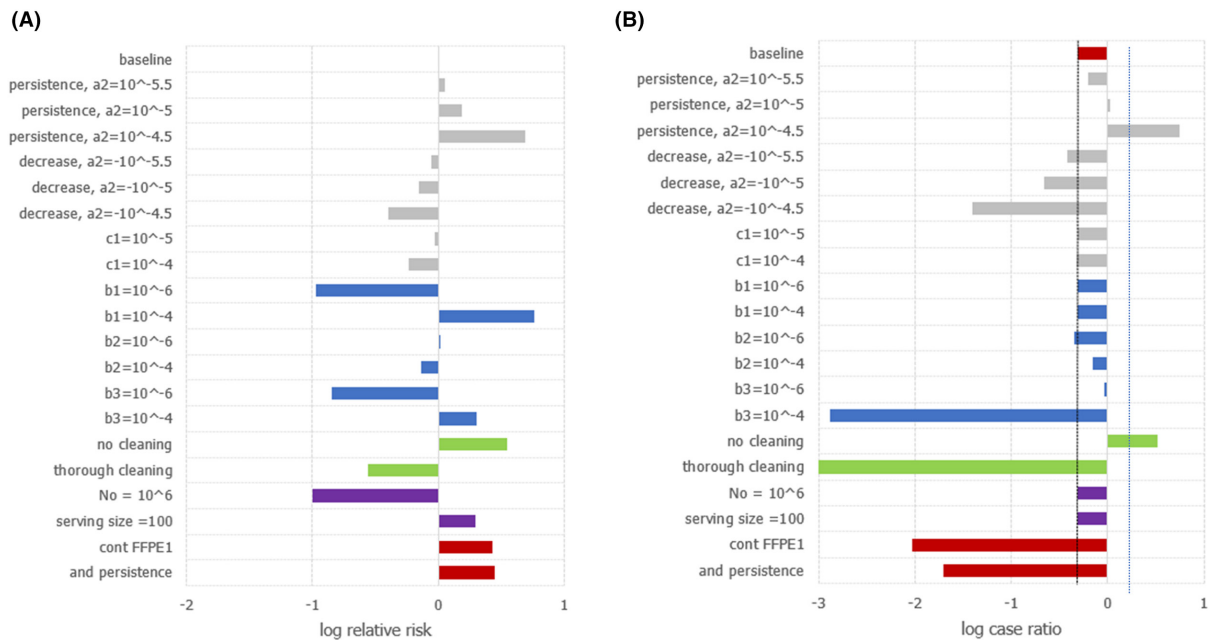 (A)
baseline
persistence, a2=10^-5.5
persistence, a2=10^-5
persistence, a2=10^-4.5
decrease, a2=-10^-5.5
decrease, a2=-10^-5
decrease, a2=-10^-4.5
c1=10^-5
c1=10^-4
b1=10^-6
b1=10^-4
b2=10^-6
b2=10^-4
b3=10^-6
b3=10^-4
no cleaning
thorough cleaning
No = 10^6
serving size =100
cont FFPE1
and persistence
-2 -1 0 1
log relative risk
(B)
baseline
persistence, a2=10^-5.5
persistence, a2=10^-5
persistence, a2=10^-4.5
decrease, a2=-10^-5.5
decrease, a2=-10^-5
decrease, a2=-10^-4.5
c1=10^-5
c1=10^-4
b1=10^-6
b1=10^-4
b2=10^-6
b2=10^-4
b3=10^-6
b3=10^-4
no cleaning
thorough cleaning
No = 10^6
serving size =100
cont FFPE1
and persistence
-3 -2 -1 0 1
log case ratio